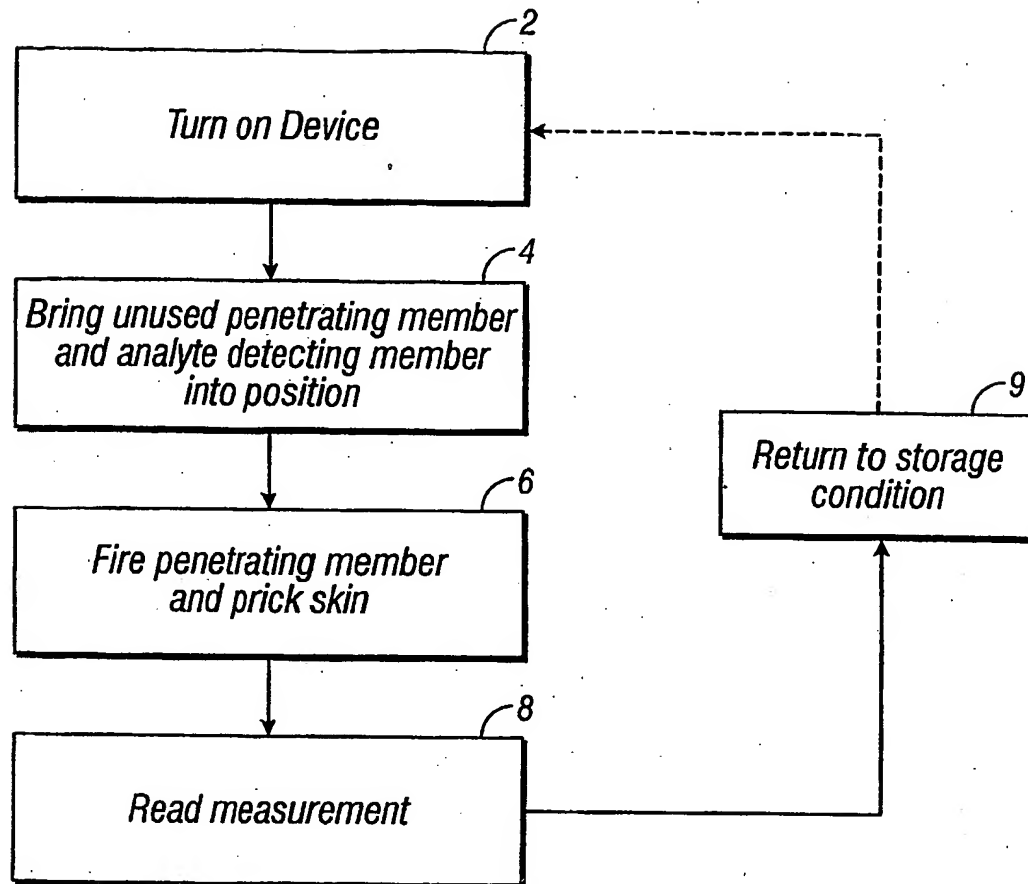 2
Turn on Device
4
Bring unused penetrating member
and analyte detecting member
into position
6
Fire penetrating member
and prick skin
8
Read measurement
9
Return to storage
condition